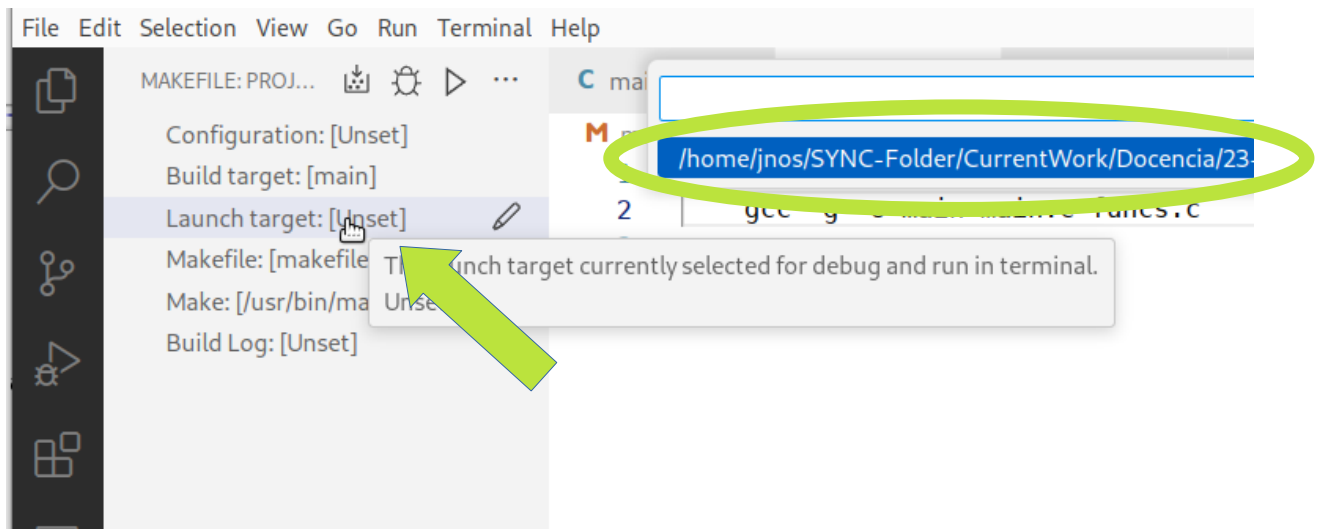 File Edit Selection View Go Run Terminal Help
MAKEFILE: PROJ... ...
C mai
Configuration: [Unset]
M
/home/jnos/SYNC-Folder/CurrentWork/Docencia/23-
Build target: [main]
1
Launch target: [Unset]
2 gcc -g -o main main.c funcs.c
Makefile: [makefile
The launch target currently selected for debug and run in terminal.
Make: [/usr/bin/ma
Unset
Build Log: [Unset]